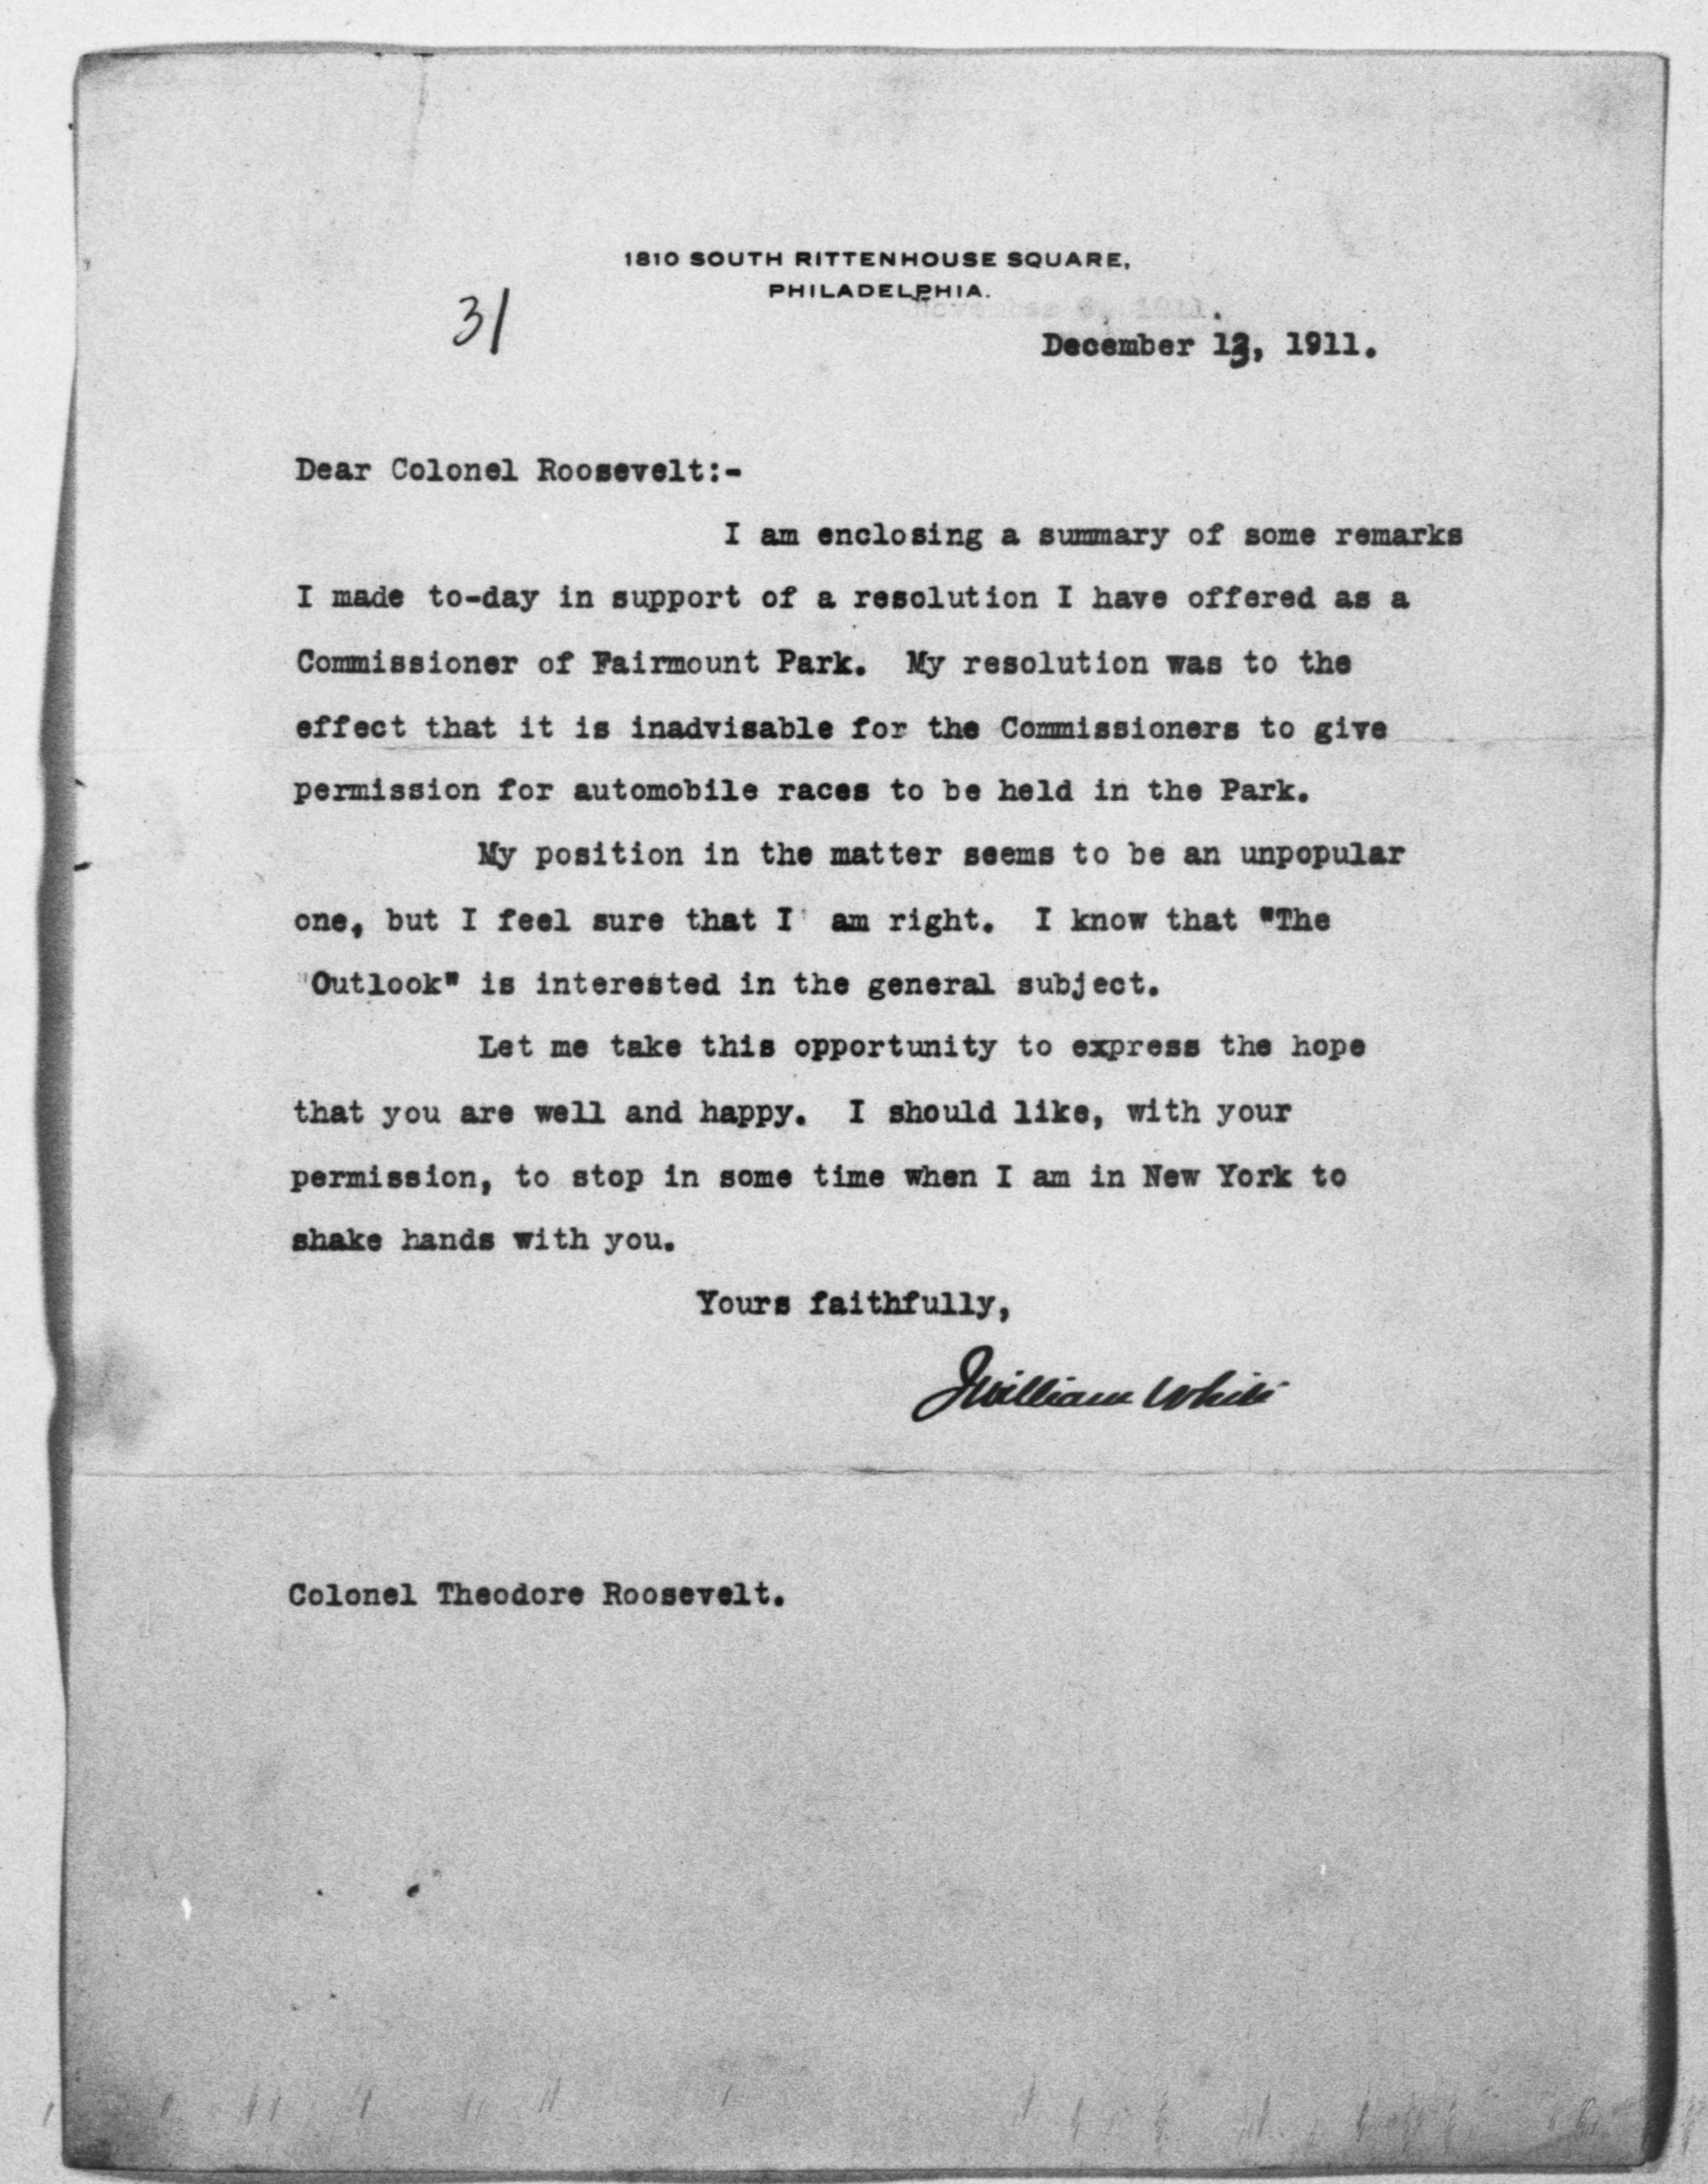 1810 SOUTH RITTENHOUSE SQUARE,
PHILADELPHIA.
31
December 13, 1911.
Dear Colonel Roosevelt:-
I am enclosing a summary of some remarks
I made to-day in support of a resolution I have offered as a
Commissioner of Fairmount Park. My resolution was to the
effect that it is inadvisable for the Commissioners to give
permission for automobile races to be held in the Park.
My position in the matter seems to be an unpopular
one, but I feel sure that I am right. I know that "The
"Outlook" is interested in the general subject.
Let me take this opportunity to express the hope
that you are well and happy. I should like, with your
permission, to stop in some time when I am in New York to
shake hands with you.
Yours faithfully,
J William White
Colonel Theodore Roosevelt.